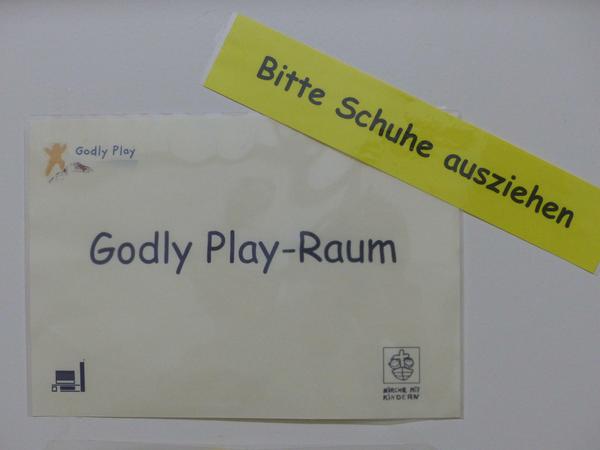 Bitte Schuhe ausziehen
Godly Play
Godly Play-Raum
KIRCHE MIT
KINDERN